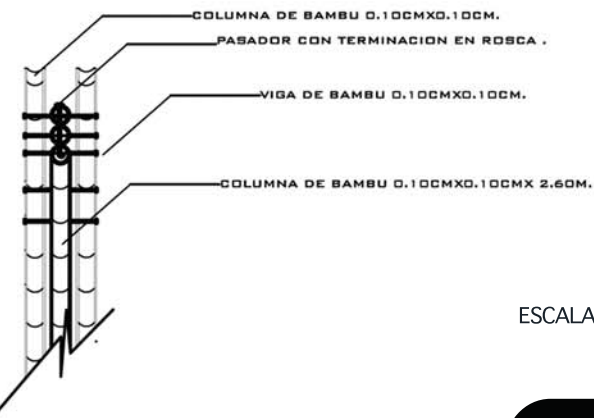 COLUMNA DE BAMBU 0.10CMX0.10CM.
PASADOR CON TERMINACION EN ROSCA .
VIGA DE BAMBU 0.10CMX0.10CM.
COLUMNA DE BAMBU 0.10CMX0.10CMX 2.60M.
ESCALA